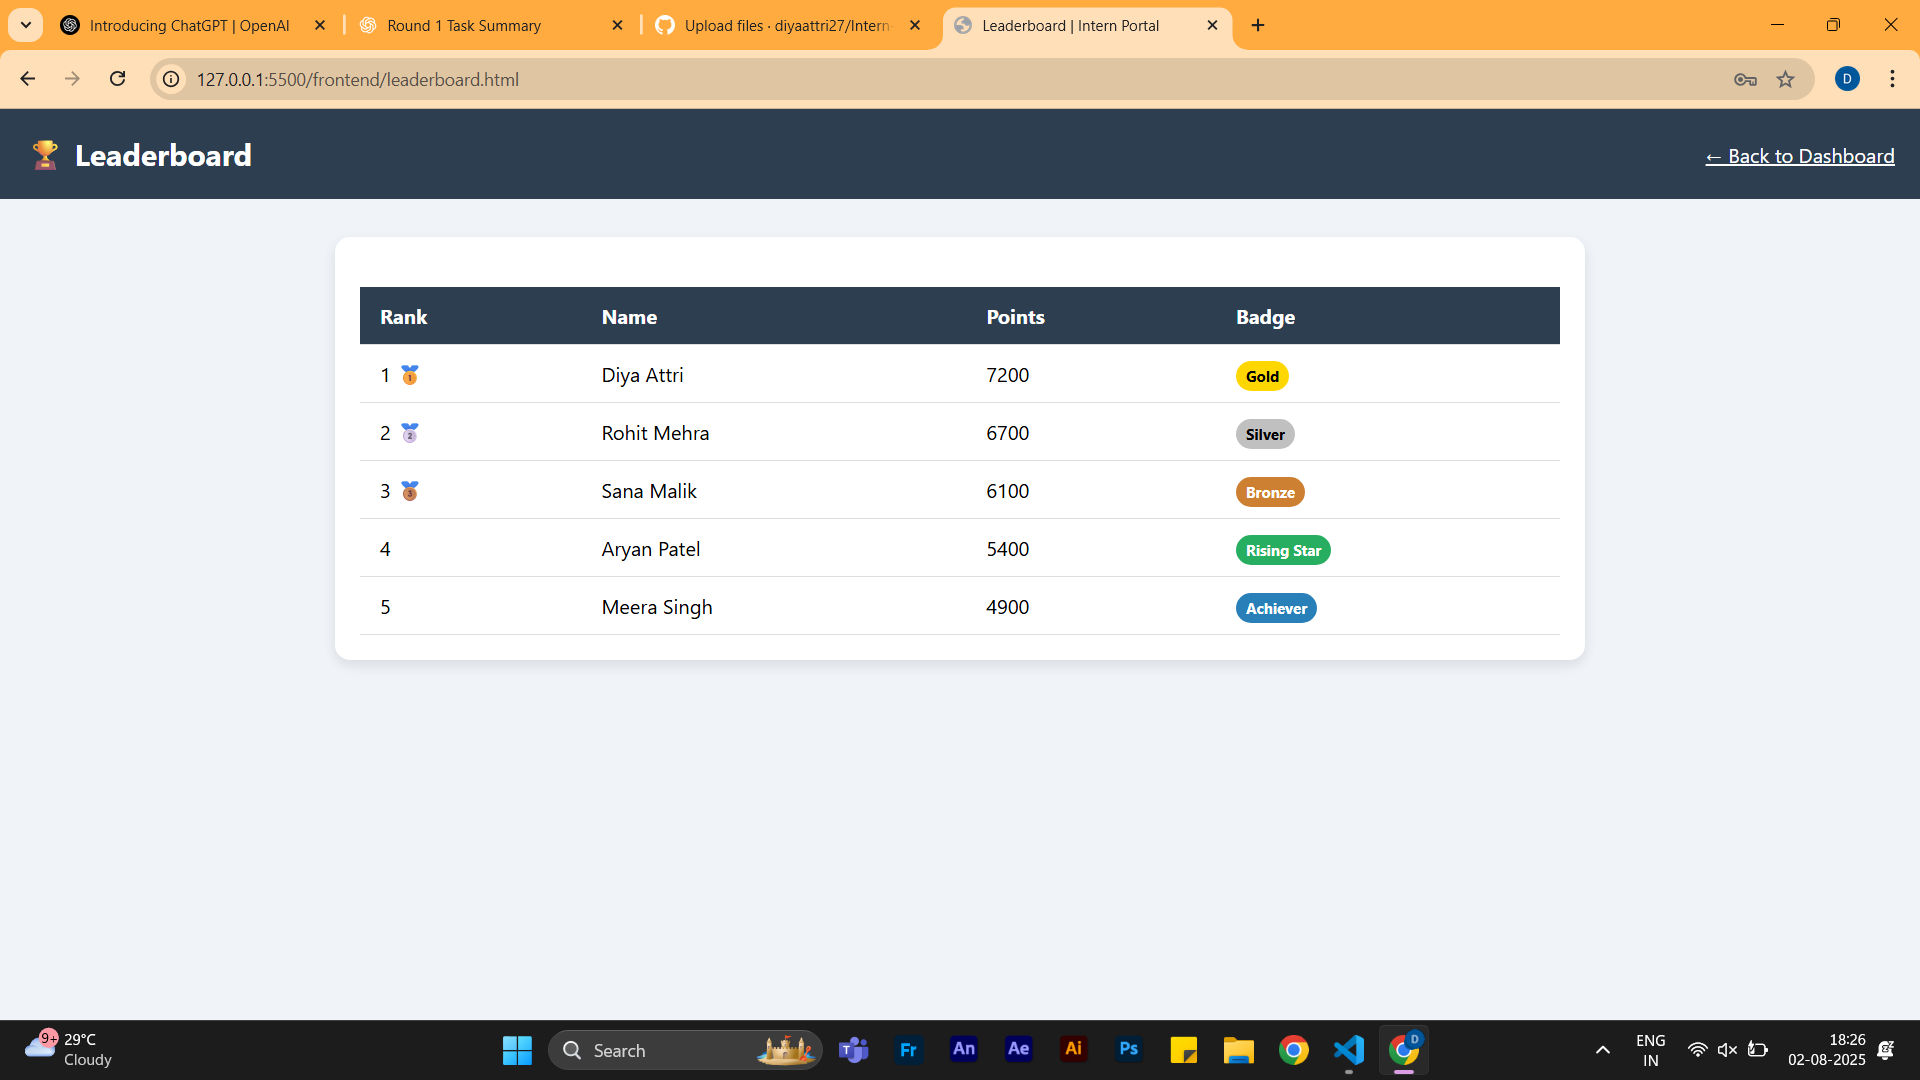 Introducing ChatGPT | OpenAI
Round 1 Task Summary
Upload files · diyaattri27/Intern-
Leaderboard | Intern Portal
127.0.0.1:5500/frontend/leaderboard.html
D
🏆 Leaderboard
← Back to Dashboard
Rank Name Points Badge
1 🥇 Diya Attri 7200 Gold
2 🥈 Rohit Mehra 6700 Silver
3 🥉 Sana Malik 6100 Bronze
4 Aryan Patel 5400 Rising Star
5 Meera Singh 4900 Achiever
9+
29°C
Cloudy
Search
T
Fr
An
Ae
Ai
Ps
D
ENG
IN
18:26
02-08-2025